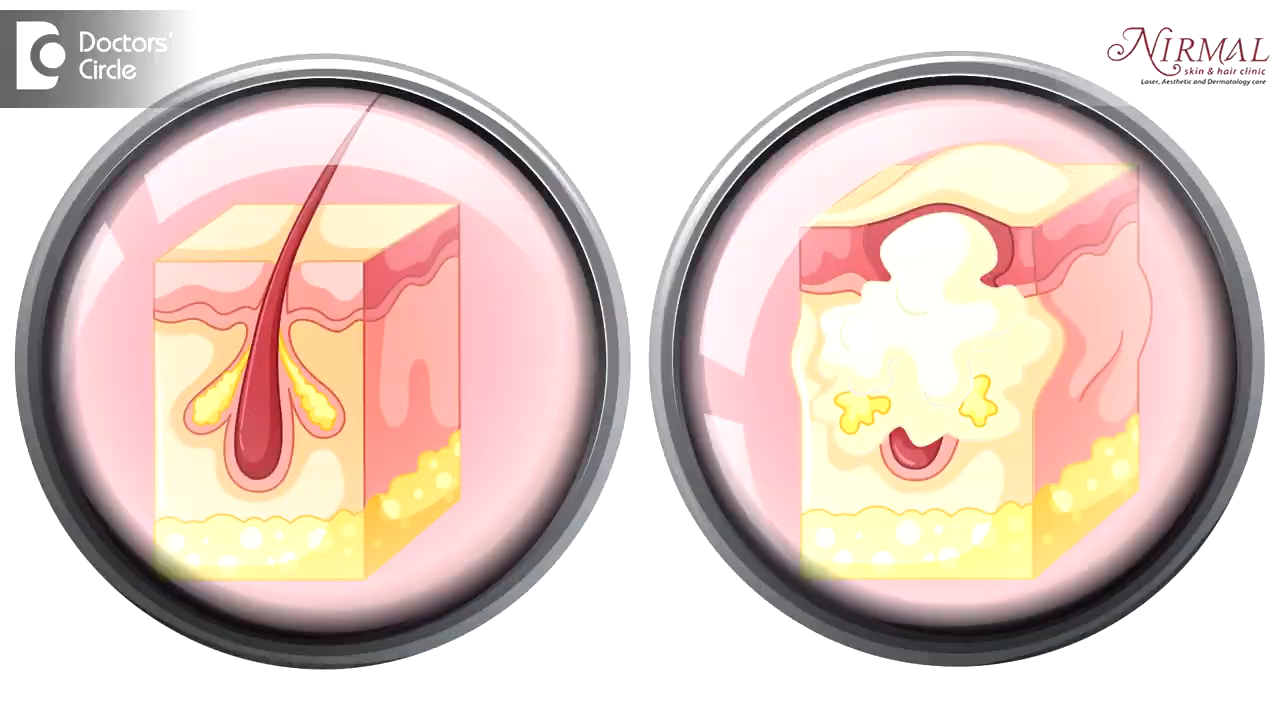 Doctors'
Circle
NIRMAL
skin & hair clinic
Laser, Aesthetic and Dermatology care